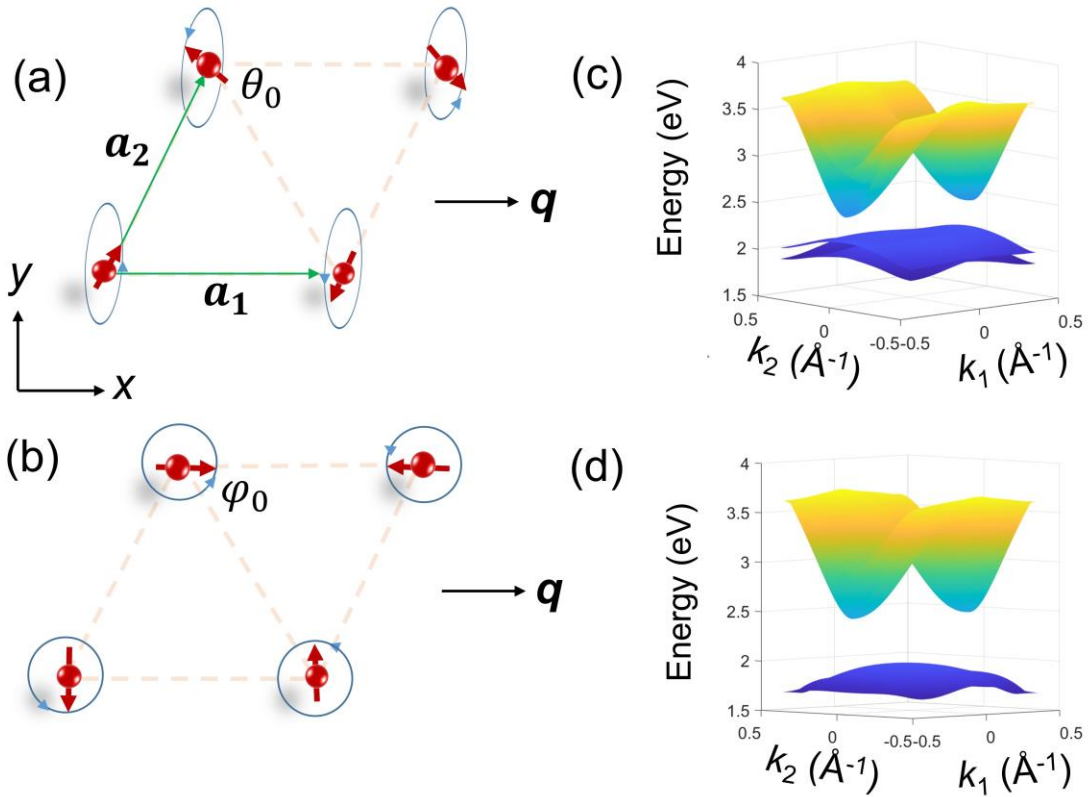 (a)
θ₀
a₂
a₁
q
y
x
(b)
φ₀
q
(c)
Energy (eV)
4
3.5
3
2.5
2
1.5
0.5
0
-0.5
-0.5
0
0.5
k₂ (Å⁻¹)
k₁ (Å⁻¹)
(d)
Energy (eV)
4
3.5
3
2.5
2
1.5
0.5
0
-0.5
-0.5
0
0.5
k₂ (Å⁻¹)
k₁ (Å⁻¹)